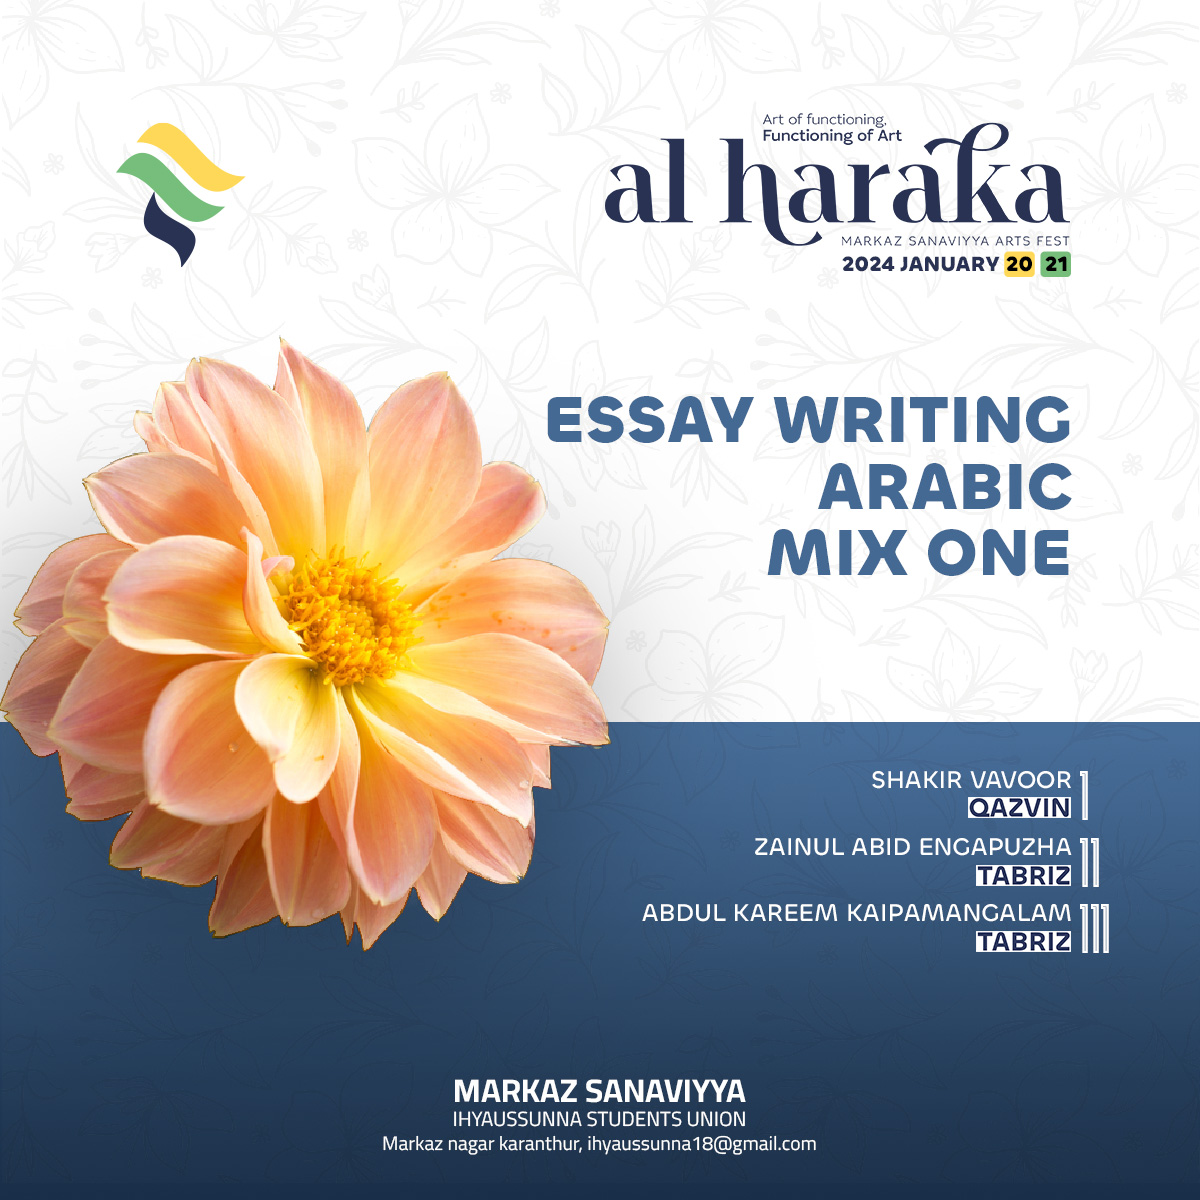 Art of functioning,
Functioning of Art
al haraka
MARKAZ SANAVIYYA ARTS FEST
2024 JANUARY 20 21
ESSAY WRITING
ARABIC
MIX ONE
SHAKIR VAVOOR I
QAZVIN
ZAINUL ABID ENGAPUZHA II
TABRIZ
ABDUL KAREEM KAIPAMANGALAM III
TABRIZ
MARKAZ SANAVIYYA
IHYAUSSUNNA STUDENTS UNION
Markaz nagar karanthur, ihyaussunna18@gmail.com